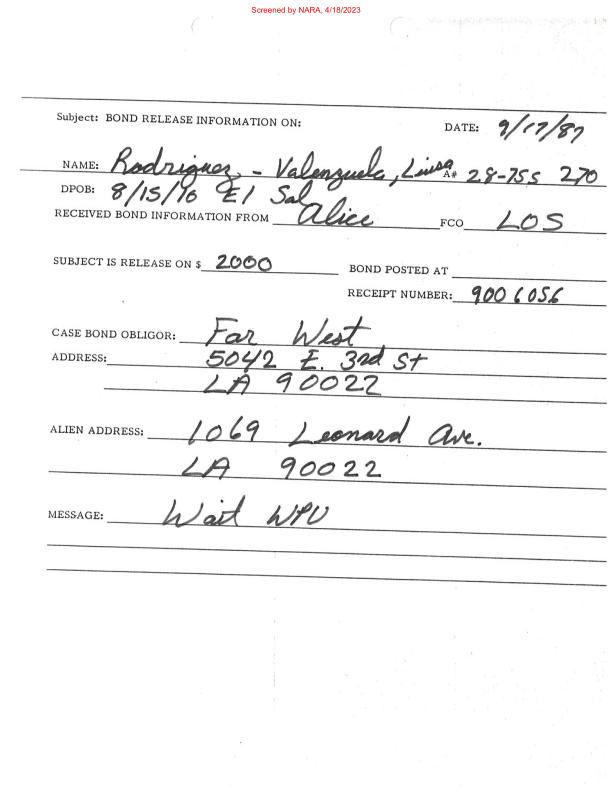 Screened by NARA, 4/18/2023
Subject: BOND RELEASE INFORMATION ON: DATE: 9/17/87
NAME: Rodriguez - Valenzuela, Luisa A# 28-755 270
DPOB: 8/15/70 El Sal
RECEIVED BOND INFORMATION FROM Alice FCO LOS
SUBJECT IS RELEASE ON $ 2000 BOND POSTED AT
RECEIPT NUMBER: 9006056
CASE BOND OBLIGOR: Far West
ADDRESS: 5042 E. 3rd St
LA 90022
ALIEN ADDRESS: 1069 Leonard Ave.
LA 90022
MESSAGE: Wait WPU